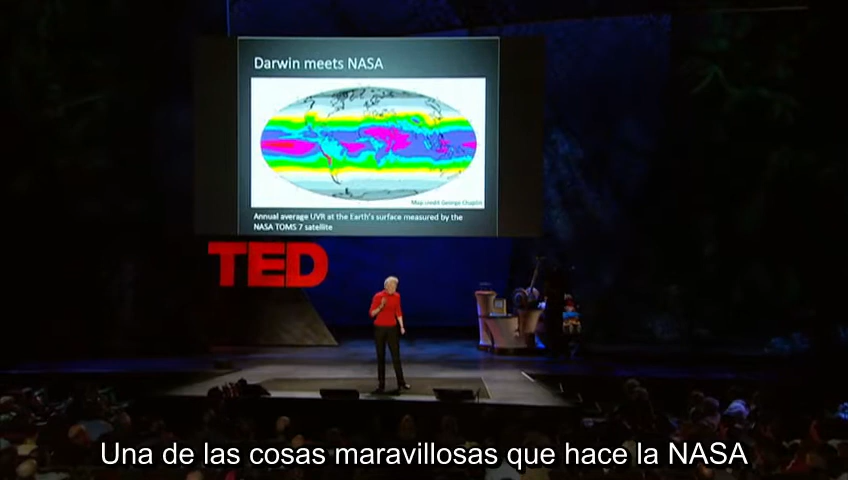 Darwin meets NASA
Map credit George Chaplin
Annual average UVR at the Earth's surface measured by the
NASA TOMS 7 satellite
TED
Una de las cosas maravillosas que hace la NASA